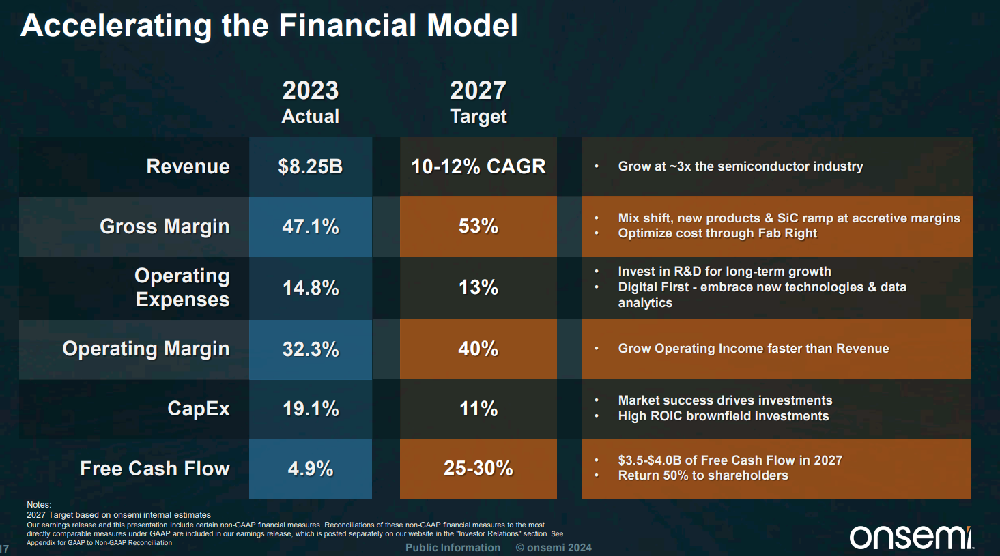 Accelerating the Financial Model
2023
Actual
2027
Target
Revenue
$8.25B
10-12% CAGR
• Grow at ~3x the semiconductor industry
Gross Margin
47.1%
53%
• Mix shift, new products & SiC ramp at accretive margins
• Optimize cost through Fab Right
Operating
Expenses
14.8%
13%
• Invest in R&D for long-term growth
• Digital First - embrace new technologies & data
analytics
Operating Margin
32.3%
40%
• Grow Operating Income faster than Revenue
CapEx
19.1%
11%
• Market success drives investments
• High ROIC brownfield investments
Free Cash Flow
4.9%
25-30%
• $3.5-$4.0B of Free Cash Flow in 2027
• Return 50% to shareholders
Notes:
2027 Target based on onsemi internal estimates
Our earnings release and this presentation include certain non-GAAP financial measures. Reconciliations of these non-GAAP financial measures to the most
directly comparable measures under GAAP are included in our earnings release, which is posted separately on our website in the "Investor Relations" section. See
Appendix for GAAP to Non-GAAP Reconciliation
17
Public Information © onsemi 2024
onsemi™